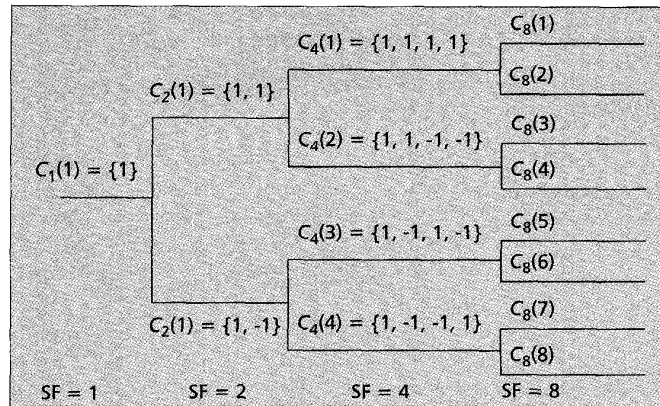 C₈(1)
C₄(1) = {1, 1, 1, 1}
C₈(2)
C₂(1) = {1, 1}
C₈(3)
C₄(2) = {1, 1, -1, -1}
C₈(4)
C₁(1) = {1}
C₈(5)
C₄(3) = {1, -1, 1, -1}
C₈(6)
C₈(7)
C₂(1) = {1, -1}
C₄(4) = {1, -1, -1, 1}
C₈(8)
SF = 1
SF = 2
SF = 4
SF = 8